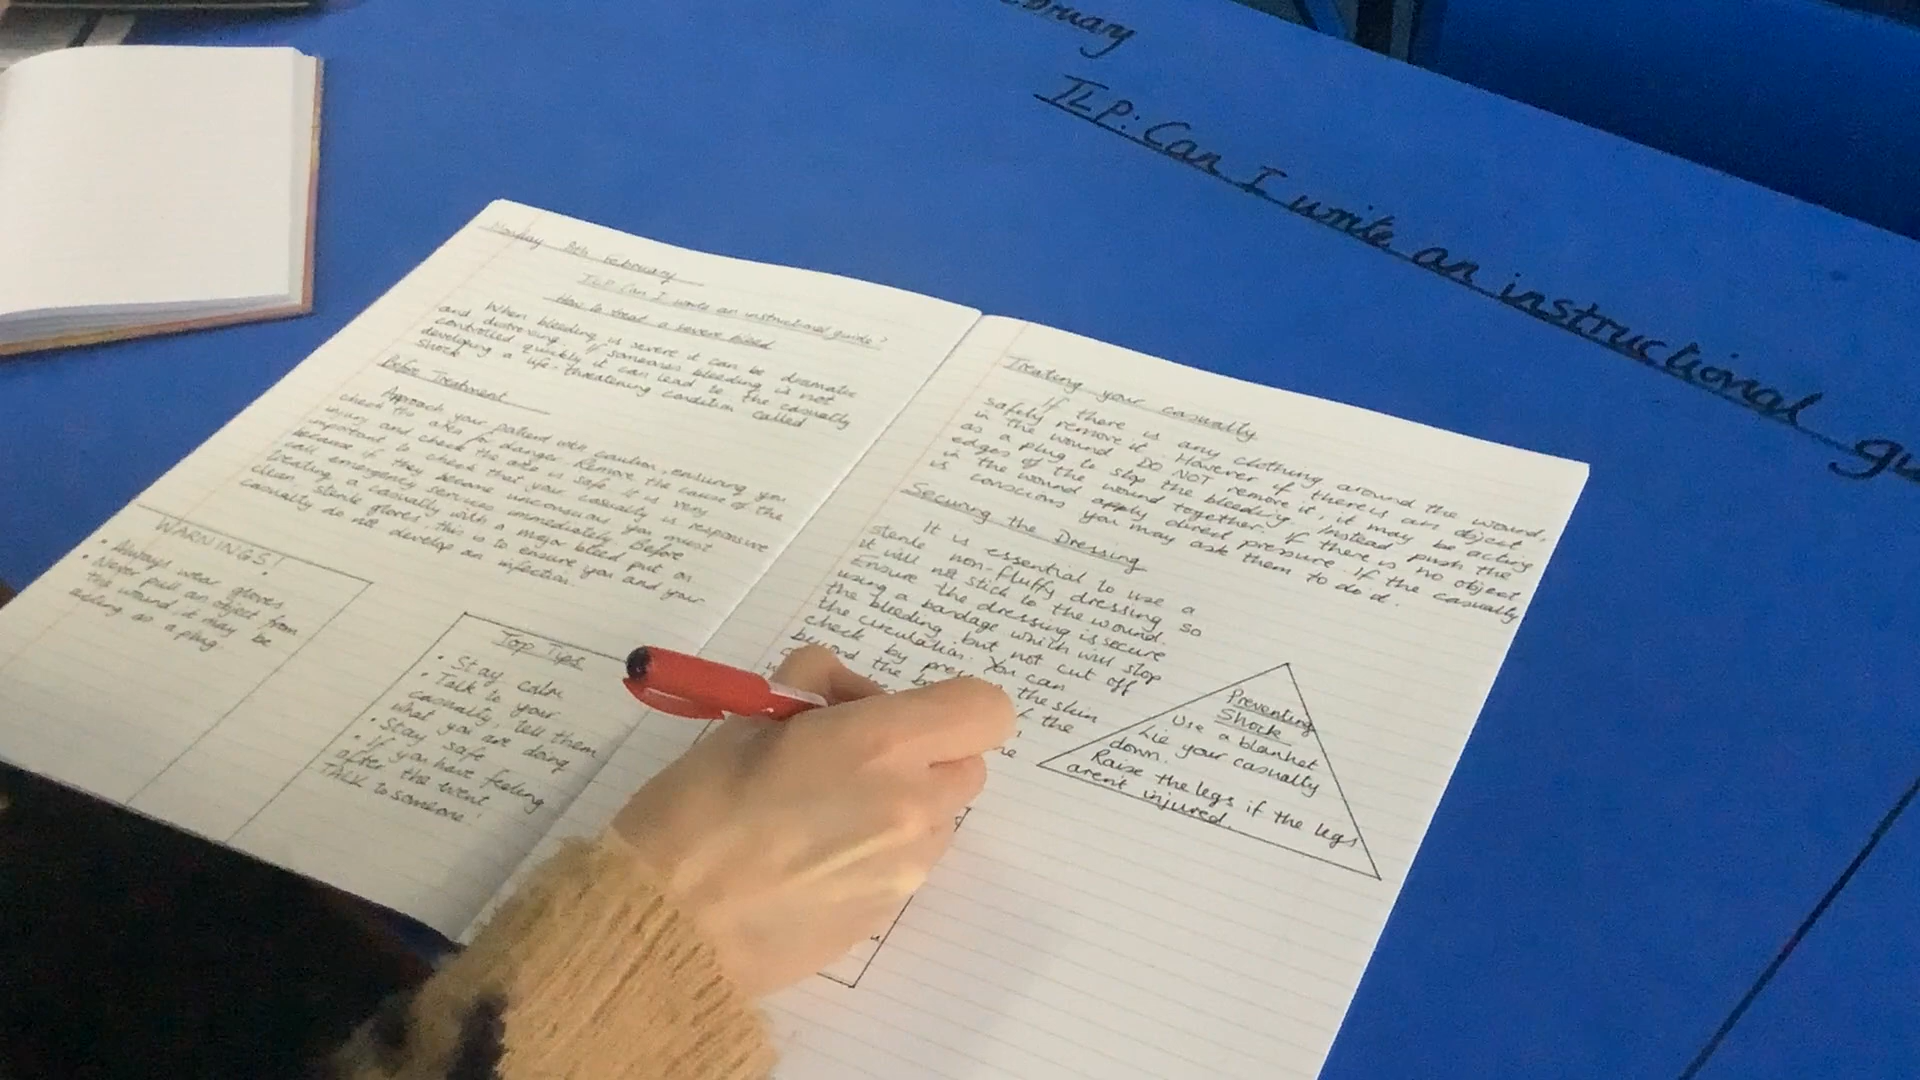 bruary
ILP: Can I write an instructional gu
Monday 8th February
ILP Can I write an instructional guide?
How to treat a severe bleed
When bleeding is severe it can be dramatic
and distressing. If someones bleeding is not
controlled quickly it can lead to the casualty
developing a life, threatening condition called
shock
Before Treatment
Approach your patient with caution, ensuring you
check the area for danger. Remove the cause of the
injury and check the area is safe. It is very
important to check that your casualty is responsive
because if they become unconscious you must
call emergency services immediately. Before
treating a casualty with a major bleed put on
clean, sterile gloves, this is to ensure you and your
casualty do not develop an
infection.
WARNINGS!
• Always wear gloves
• Never pull an object from
the wound it may be
acting as a plug.
Top Tips
• Stay calm
• Talk to your
casualty, tell them
what you are doing
• Stay safe
• If you have feeling
after the event
TALK to someone!
Treating your casualty
If there is any clothing around the wound,
safely remove it. However if there is an object
in the wound DO NOT remove it, it may be acting
as a plug to stop the bleeding. Instead push the
edges of the wound together. If there is no object
in the wound apply direct pressure. If the casualty
is conscious you may ask them to do it.
Securing the Dressing
It is essential to use a
sterile non-fluffy dressing so
it will not stick to the wound.
Ensure the dressing is secure
using a bandage which will stop
the bleeding but not cut off
the circulation. You can
check by the skin
the
the
Preventing
Shock
Use a blanket
Lie your casualty
down.
Raise the legs if the legs
aren't injured.